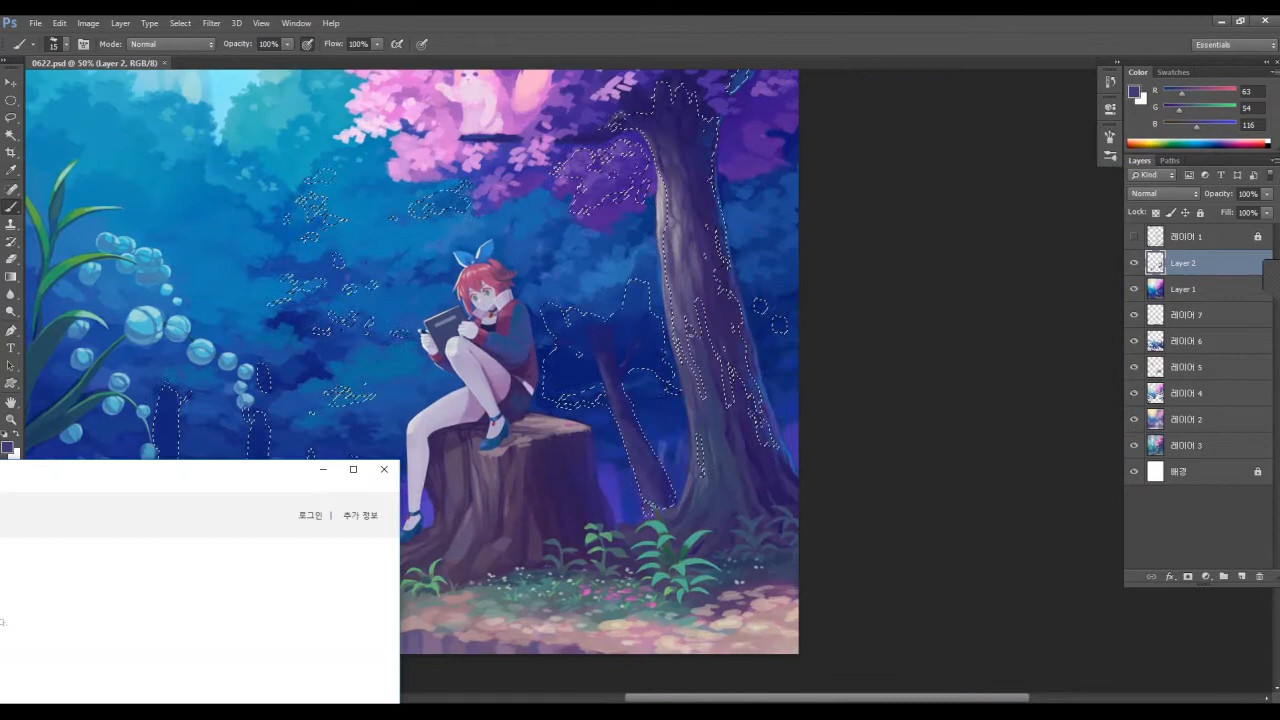 Ps File Edit Image Layer Type Select Filter 3D View Window Help
15 Mode: Normal Opacity: 100% Flow: 100% Essentials
0622.psd @ 50% (Layer 2, RGB/8) ×
Color Swatches
R 63
G 54
B 116
Layers Paths
Kind
Normal Opacity: 100%
Lock: Fill: 100%
레이어 1
Layer 2
Layer 1
레이어 7
레이어 6
레이어 5
레이어 4
레이어 2
레이어 3
배경
로그인 | 추가 정보
다.